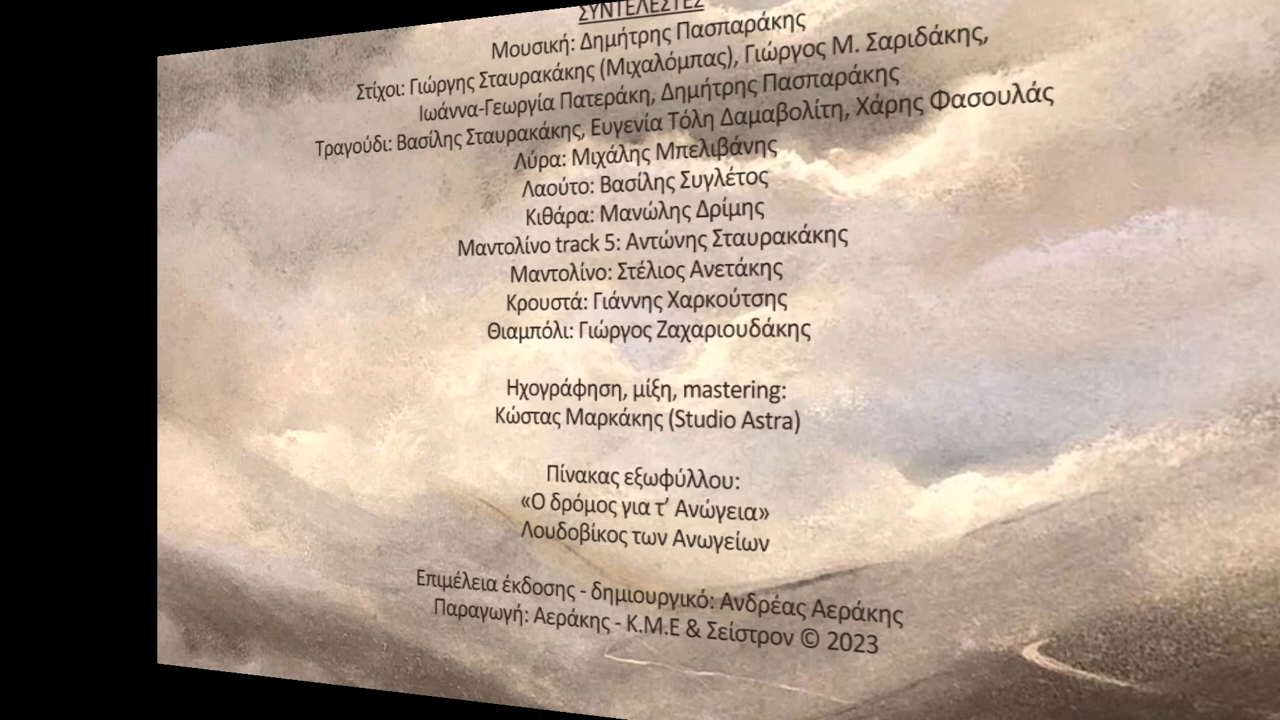 ΣΥΝΤΕΛΕΣΤΕΣ
Μουσική: Δημήτρης Πασπαράκης
Στίχοι: Γιώργης Σταυρακάκης (Μιχαλόμπας), Γιώργος Μ. Σαριδάκης,
Ιωάννα-Γεωργία Πατεράκη, Δημήτρης Πασπαράκης
Τραγούδι: Βασίλης Σταυρακάκης, Ευγενία Τόλη Δαμαβολίτη, Χάρης Φασουλάς
Λύρα: Μιχάλης Μπελιβάνης
Λαούτο: Βασίλης Συγλέτος
Κιθάρα: Μανώλης Δρίμης
Μαντολίνο track 5: Αντώνης Σταυρακάκης
Μαντολίνο: Στέλιος Ανετάκης
Κρουστά: Γιάννης Χαρκούτσης
Θιαμπόλι: Γιώργος Ζαχαριουδάκης
Ηχογράφηση, μίξη, mastering:
Κώστας Μαρκάκης (Studio Astra)
Πίνακας εξωφύλλου:
«Ο δρόμος για τ’ Ανώγεια»
Λουδοβίκος των Ανωγείων
Επιμέλεια έκδοσης - δημιουργικό: Ανδρέας Αεράκης
Παραγωγή: Αεράκης - Κ.Μ.Ε & Σείστρον © 2023